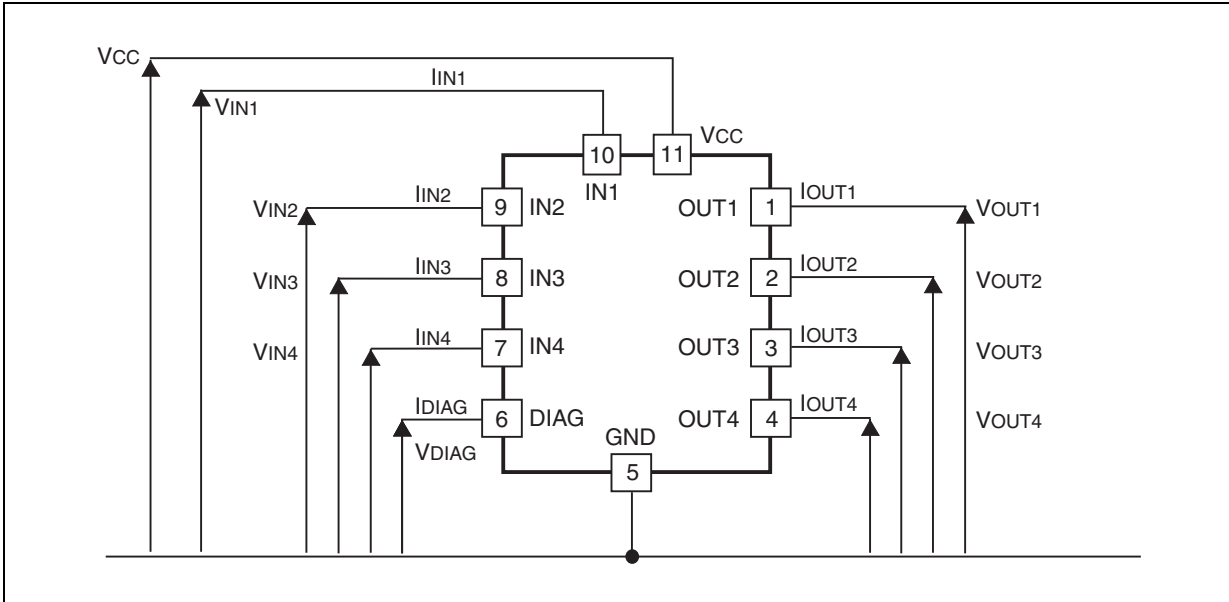 VCC
IIN1
VIN1
VCC
10
11
IN1
VIN2
IIN2
9
IN2
OUT1
1
IOUT1
VOUT1
VIN3
IIN3
8
IN3
OUT2
2
IOUT2
VOUT2
VIN4
IIN4
7
IN4
OUT3
3
IOUT3
VOUT3
IDIAG
6
DIAG
OUT4
4
IOUT4
VOUT4
VDIAG
GND
5